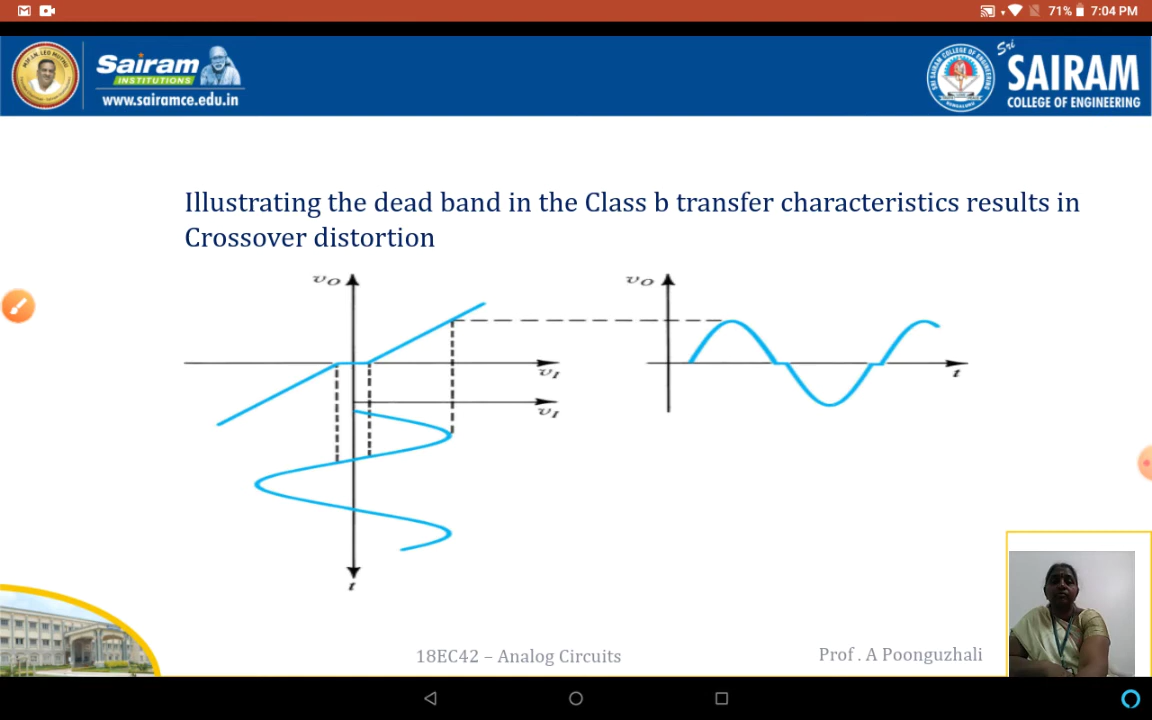 71% 7:04 PM
Sairam
INSTITUTIONS
www.sairamce.edu.in
Sri
SAIRAM
COLLEGE OF ENGINEERING
Illustrating the dead band in the Class b transfer characteristics results in
Crossover distortion
vO
vO
vI
t
vI
t
18EC42 – Analog Circuits
Prof . A Poonguzhali